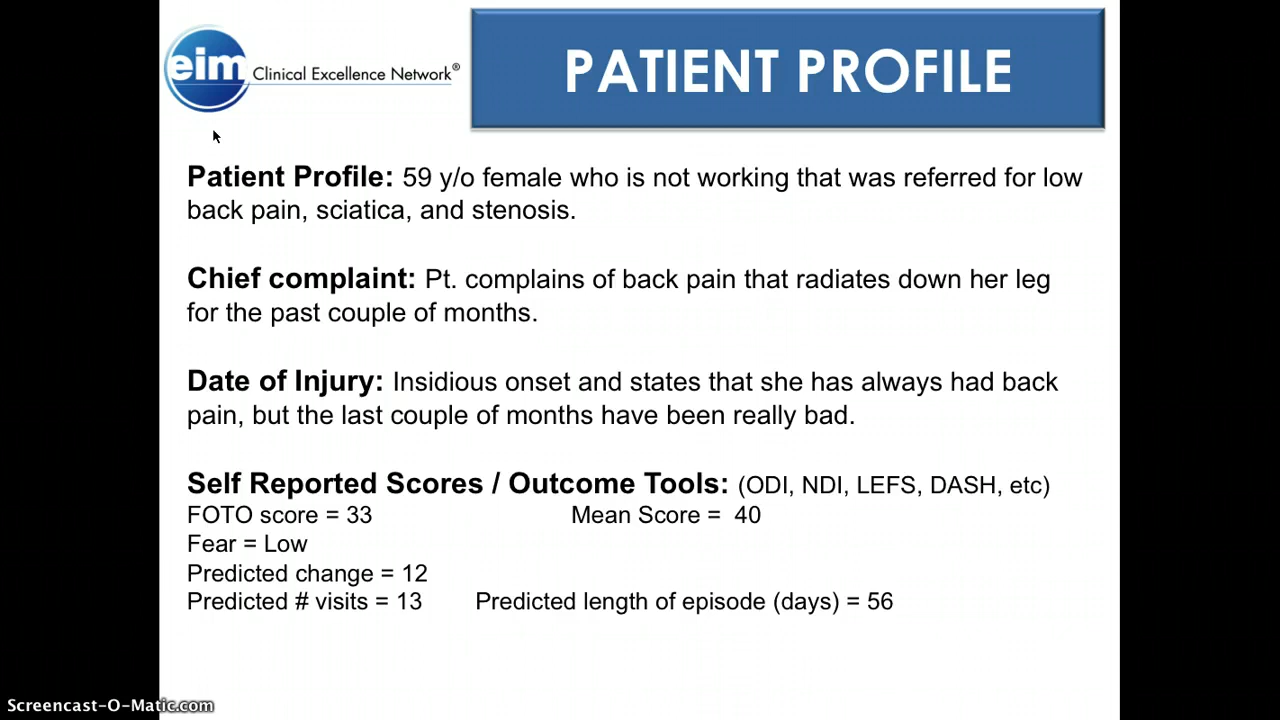 eim Clinical Excellence Network®
PATIENT PROFILE
Patient Profile: 59 y/o female who is not working that was referred for low
back pain, sciatica, and stenosis.
Chief complaint: Pt. complains of back pain that radiates down her leg
for the past couple of months.
Date of Injury: Insidious onset and states that she has always had back
pain, but the last couple of months have been really bad.
Self Reported Scores / Outcome Tools: (ODI, NDI, LEFS, DASH, etc)
FOTO score = 33 Mean Score = 40
Fear = Low
Predicted change = 12
Predicted # visits = 13 Predicted length of episode (days) = 56
Screencast-O-Matic.com